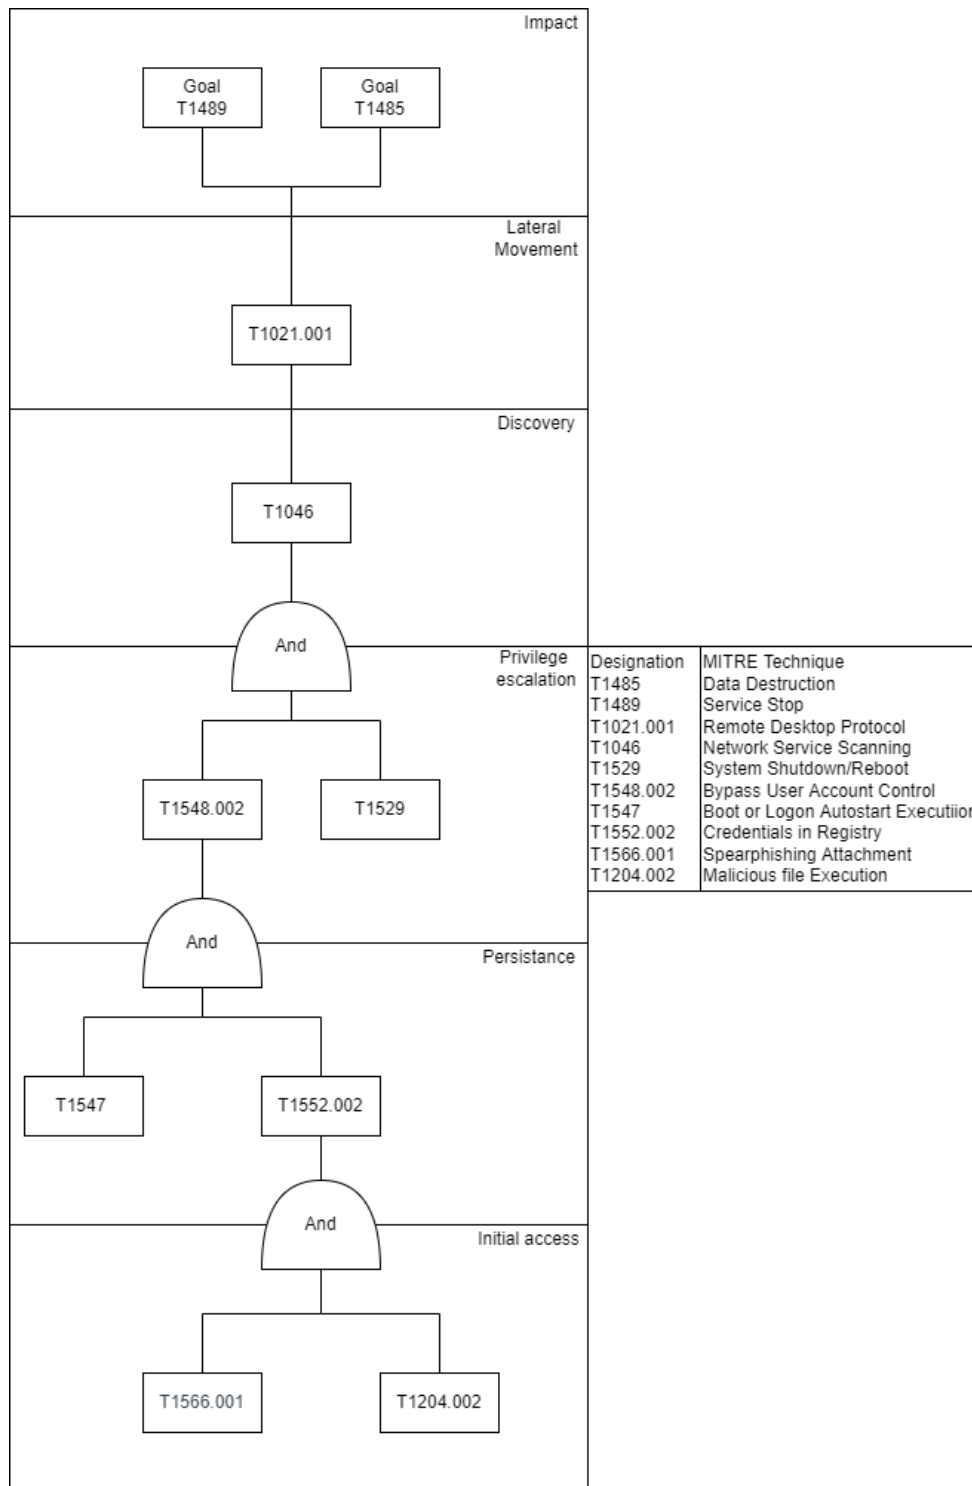 Impact
Goal
T1489
Goal
T1485
Lateral
Movement
T1021.001
Discovery
T1046
And
Privilege
escalation
T1548.002
T1529
Designation MITRE Technique
T1485 Data Destruction
T1489 Service Stop
T1021.001 Remote Desktop Protocol
T1046 Network Service Scanning
T1529 System Shutdown/Reboot
T1548.002 Bypass User Account Control
T1547 Boot or Logon Autostart Executiion
T1552.002 Credentials in Registry
T1566.001 Spearphishing Attachment
T1204.002 Malicious file Execution
And
Persistance
T1547
T1552.002
And
Initial access
T1566.001
T1204.002